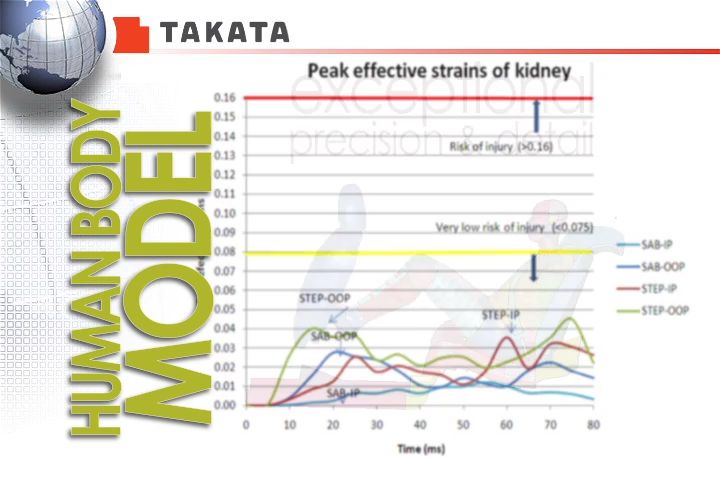 TAKATA
HUMAN BODY
MODEL
Peak effective strains of kidney
exceptional
precision & detail
0.16
0.15
0.14
0.13
0.12
0.11
0.10
0.09
0.08
0.07
0.06
0.05
0.04
0.03
0.02
0.01
0.00
Risk of injury (>0.16)
Very low risk of injury (<0.075)
STEP-OOP
SAB-OOP
STEP-IP
SAB-IP
SAB-IP
SAB-OOP
STEP-IP
STEP-OOP
0 10 20 30 40 50 60 70 80
Time (ms)